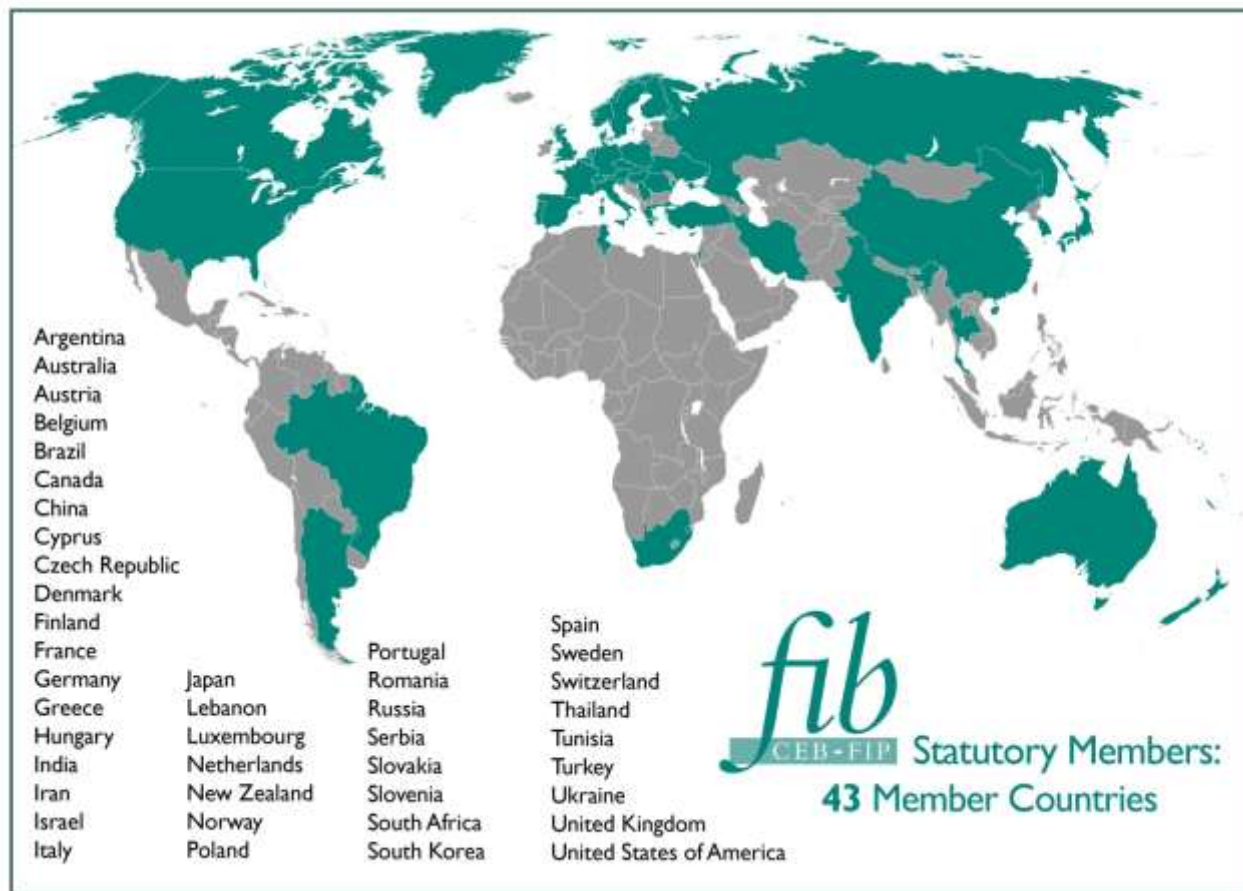 Argentina
Australia
Austria
Belgium
Brazil
Canada
China
Cyprus
Czech Republic
Denmark
Finland
France
Germany
Greece
Hungary
India
Iran
Israel
Italy
Japan
Lebanon
Luxembourg
Netherlands
New Zealand
Norway
Poland
Portugal
Romania
Russia
Serbia
Slovakia
Slovenia
South Africa
South Korea
Spain
Sweden
Switzerland
Thailand
Tunisia
Turkey
Ukraine
United Kingdom
United States of America
fib
CEB-FIP
Statutory Members:
43 Member Countries